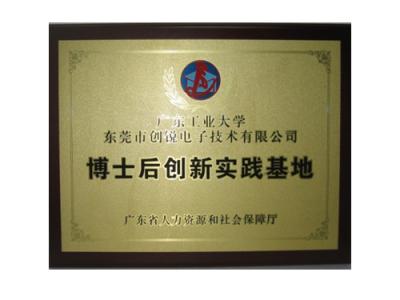 广东工业大学
东莞市创锐电子技术有限公司
博士后创新实践基地
广东省人力资源和社会保障厅